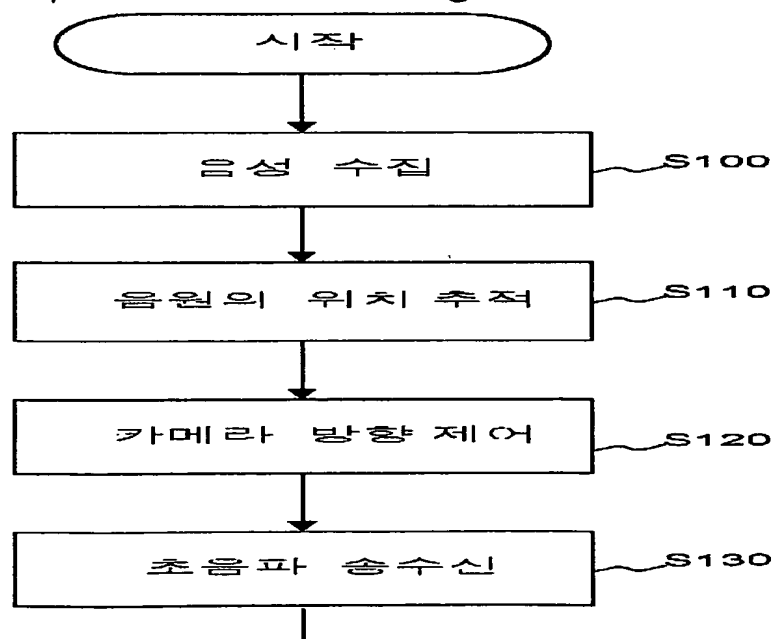 시작
음성 수집 S100
음원의 위치 추적 S110
카메라 방향 제어 S120
초음파 송수신 S130